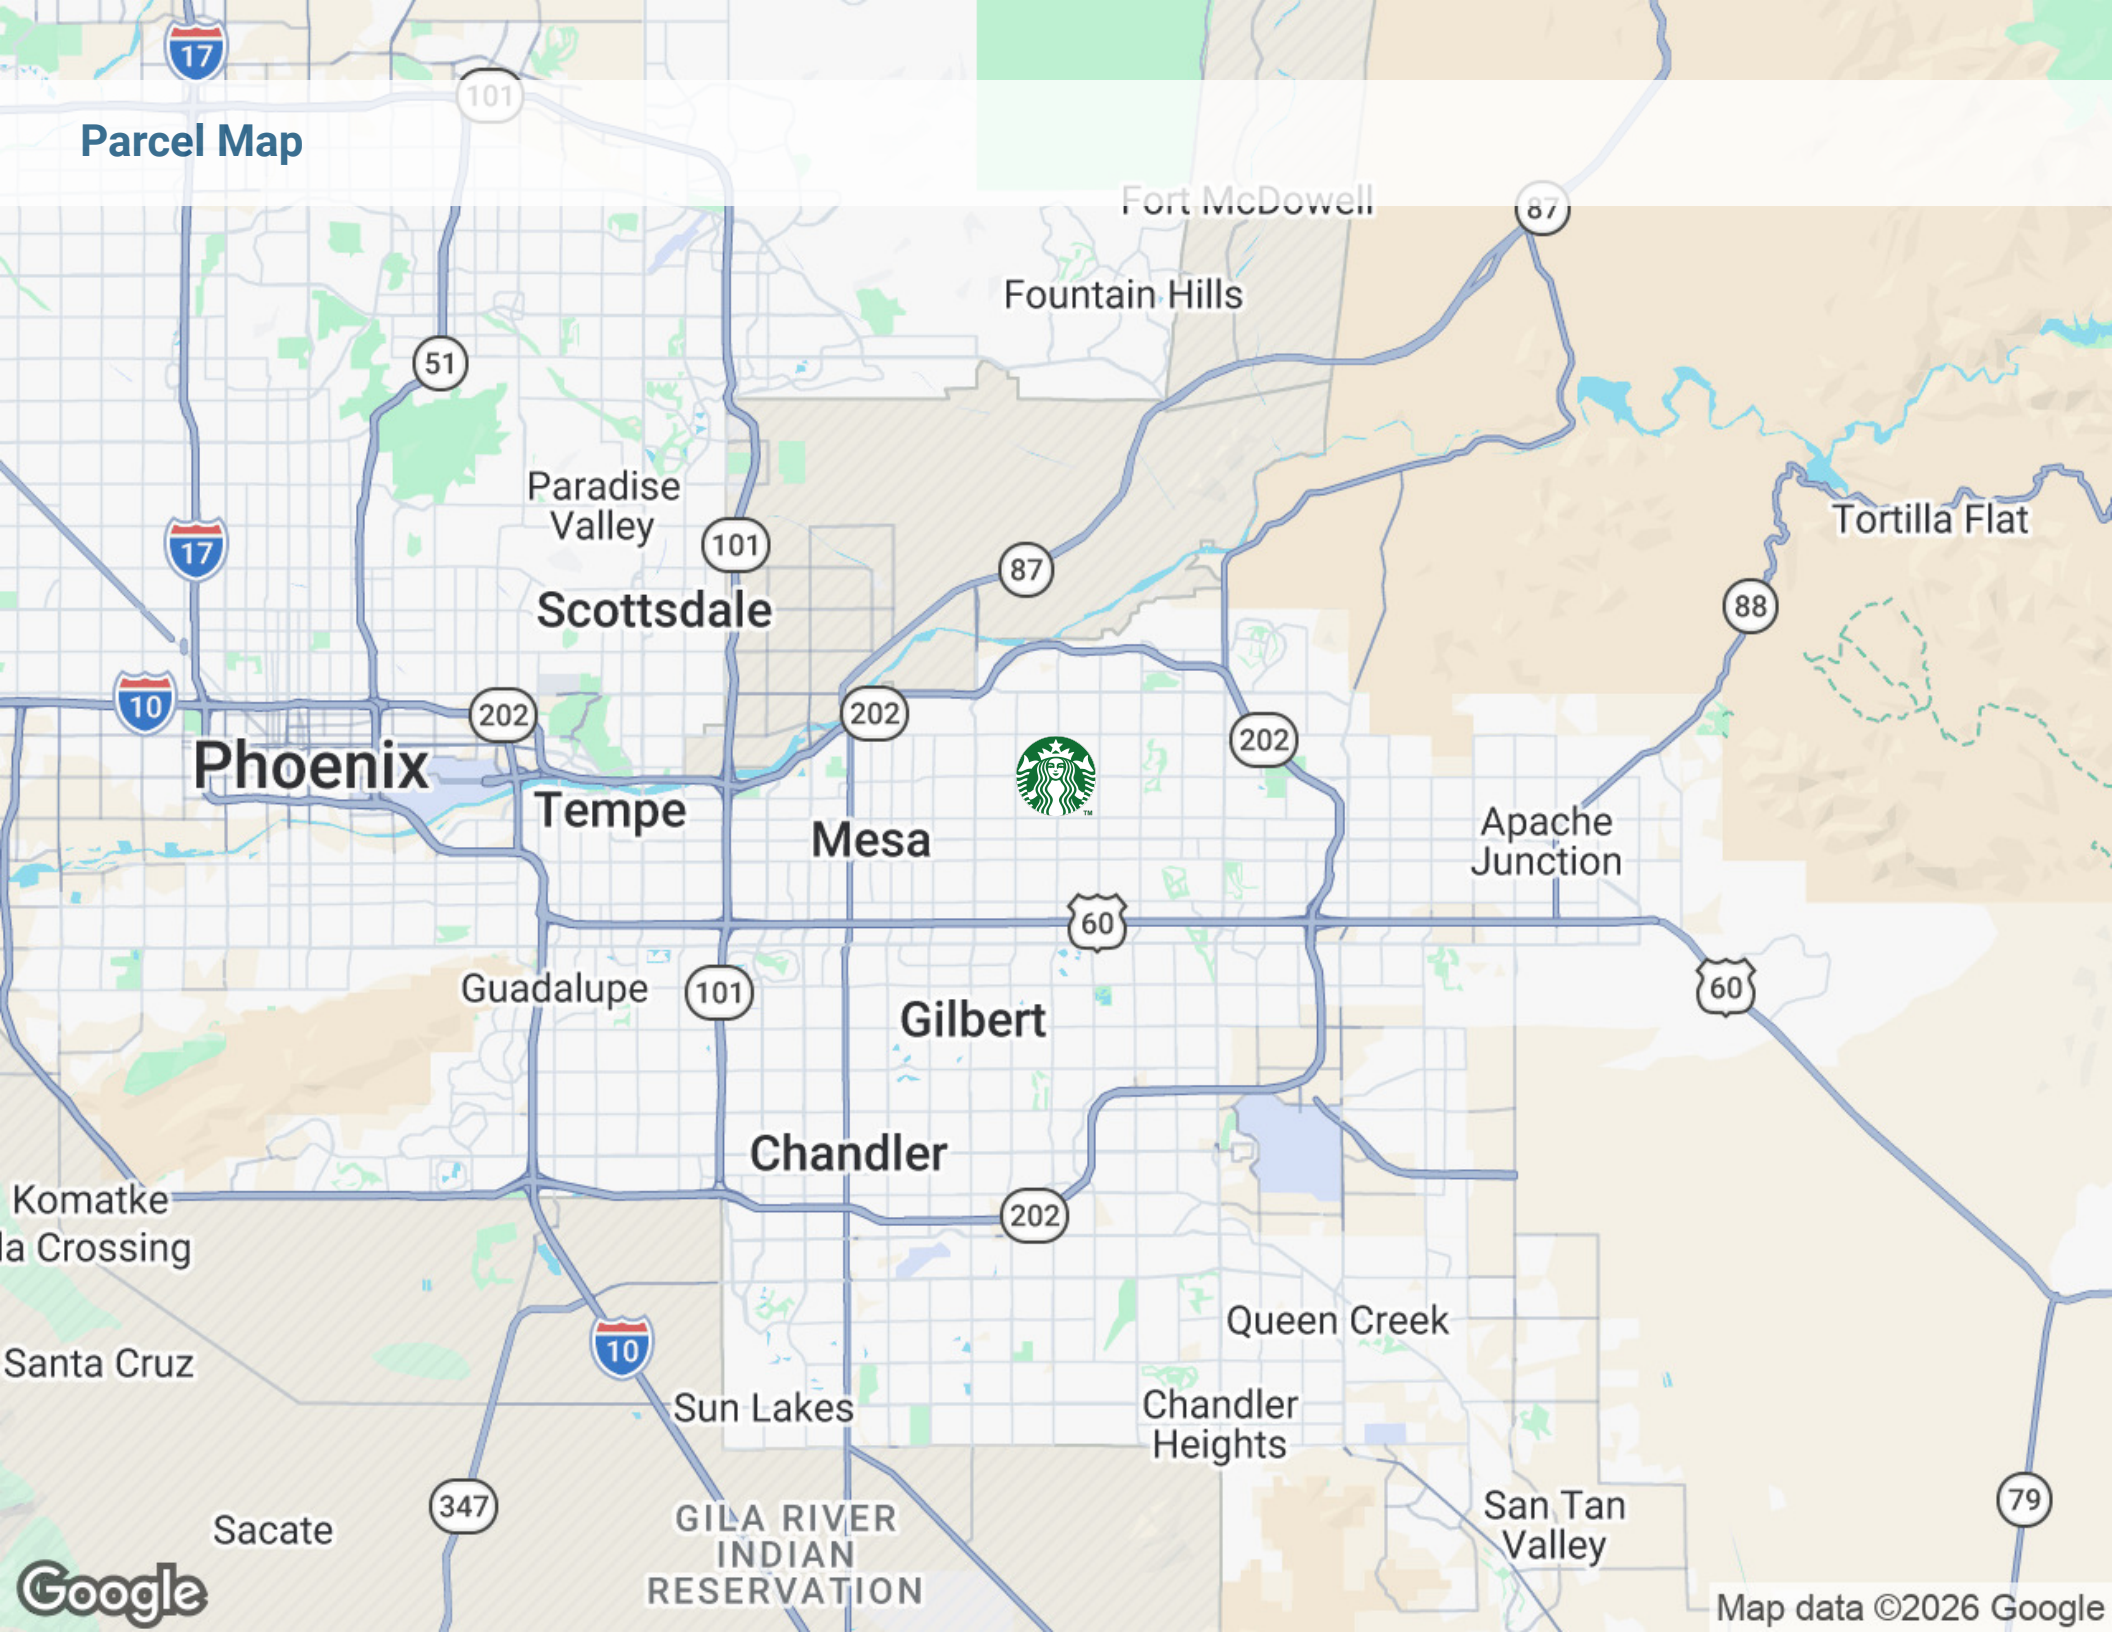 17
101
Parcel Map
Fort McDowell
87
Fountain Hills
51
Paradise
Valley
17
101
87
Tortilla Flat
88
Scottsdale
10
202
202
202
Phoenix
Tempe
Mesa
TM
Apache
Junction
60
Guadalupe
101
60
Gilbert
Chandler
Komatke
la Crossing
202
Queen Creek
10
Santa Cruz
Sun Lakes
Chandler
Heights
347
Sacate
GILA RIVER
INDIAN
RESERVATION
San Tan
Valley
79
Google
Map data ©2026 Google